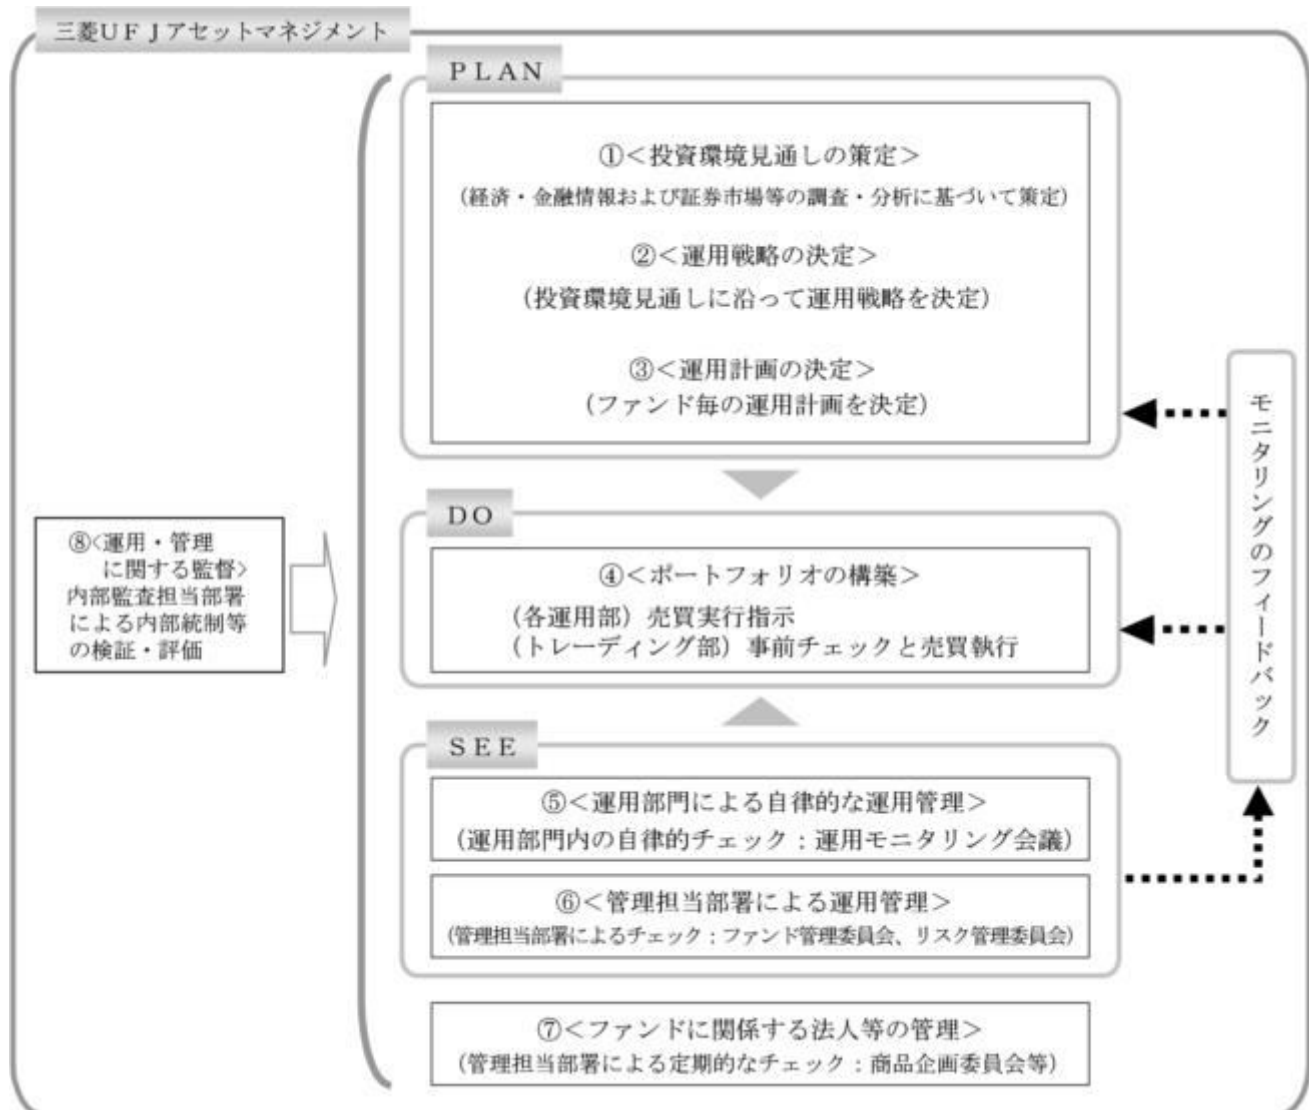 三菱ＵＦＪアセットマネジメント
ＰＬＡＮ
①＜投資環境見通しの策定＞
（経済・金融情報および証券市場等の調査・分析に基づいて策定）
②＜運用戦略の決定＞
（投資環境見通しに沿って運用戦略を決定）
③＜運用計画の決定＞
（ファンド毎の運用計画を決定）
ＤＯ
④＜ポートフォリオの構築＞
（各運用部）売買実行指示
（トレーディング部）事前チェックと売買執行
ＳＥＥ
⑤＜運用部門による自律的な運用管理＞
（運用部門内の自律的チェック：運用モニタリング会議）
⑥＜管理担当部署による運用管理＞
（管理担当部署によるチェック：ファンド管理委員会、リスク管理委員会）
⑦＜ファンドに関係する法人等の管理＞
（管理担当部署による定期的なチェック：商品企画委員会等）
⑧<運用・管理
に関する監督>
内部監査担当部署
による内部統制等
の検証・評価
モニタリングのフィードバック